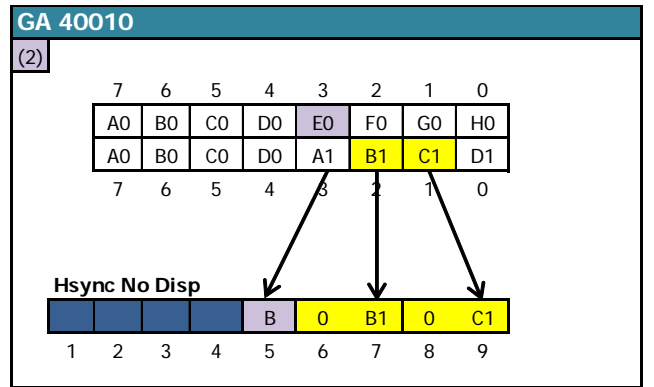 GA 40010
(2)
7 6 5 4 3 2 1 0
A0 B0 C0 D0 E0 F0 G0 H0
A0 B0 C0 D0 A1 B1 C1 D1
7 6 5 4 3 2 1 0
Hsync No Disp
B 0 B1 0 C1
1 2 3 4 5 6 7 8 9